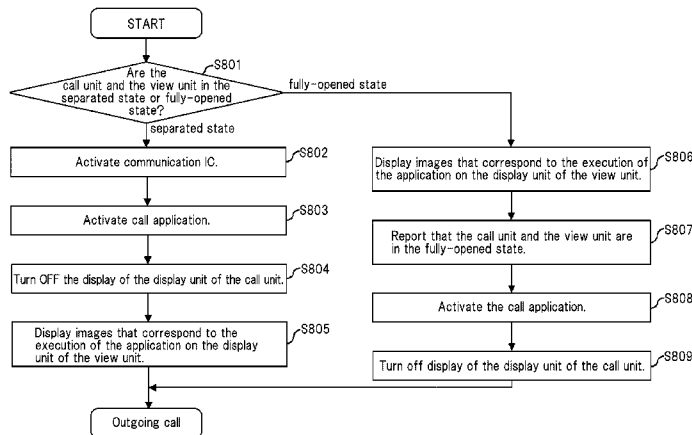 START
S801
Are the
call unit and the view unit in the
separated state or fully-opened
state?
fully-opened state
separated state
S802
Activate communication IC.
S803
Activate call application.
S804
Turn OFF the display of the display unit of the call unit.
S805
Display images that correspond to the
execution of the application on the display
unit of the view unit.
S806
Display images that correspond to the execution of
the application on the display unit of the view unit.
S807
Report that the call unit and the view unit are
in the fully-opened state.
S808
Activate the call application.
S809
Turn off display of the display unit of the call unit.
Outgoing call